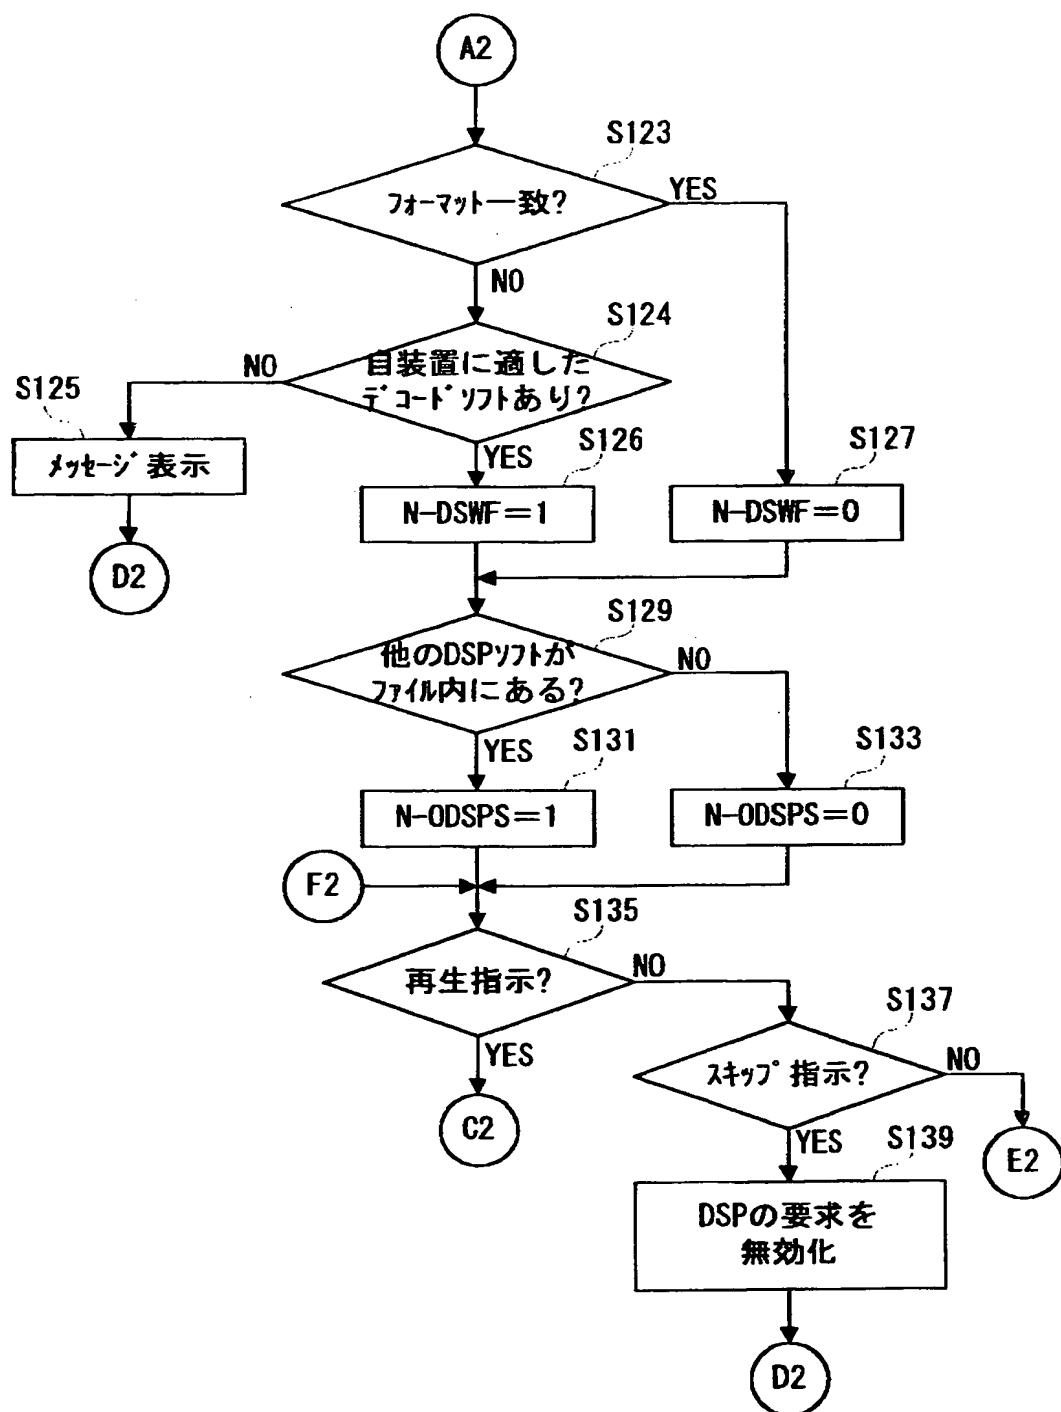 A2
S123
フォーマット一致?
YES
NO
S124
自装置に適した
デコードソフトあり?
NO
S125
メッセージ表示
D2
YES
S126
N-DSWF=1
S127
N-DSWF=0
S129
他のDSPソフトが
ファイル内にある?
NO
YES
S131
N-ODSPS=1
S133
N-ODSPS=0
F2
S135
再生指示?
NO
YES
C2
S137
スキップ指示?
NO
E2
YES
S139
DSPの要求を
無効化
D2